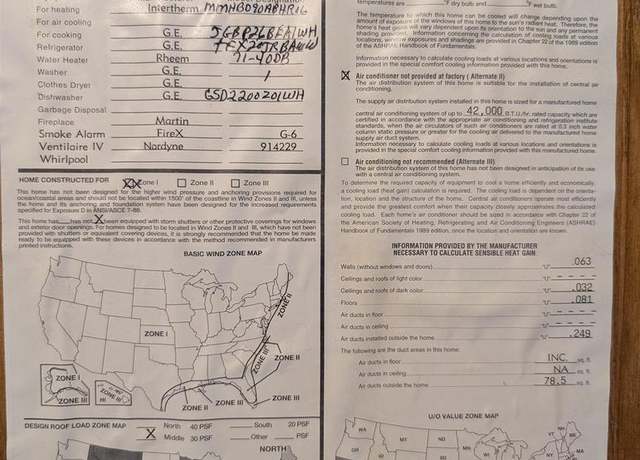 For heating Intertherm MMHB090ABHR16
For air cooling
For cooking G.E. JGBP26BEA1WH
Refrigerator G.E.
Water Heater Rheem 21-40DB
Washer G.E.
Clothes Dryer G.E.
Dishwasher G.E. GSD2200Z01WH
Garbage Disposal
Fireplace Martin
Smoke Alarm FireX G-6
Ventilaire IV Nordyne 914229
Whirlpool
HOME CONSTRUCTED FOR X Zone I Zone II Zone III
This home has not been designed for the higher wind pressure and anchoring provisions required for
ocean/coastal areas and should not be located within 1500' of the coastline in Wind Zones II and III, unless
the home and its anchoring and foundation system have been designed for the increased requirements
specified for Exposure D in ANSI/ASCE 7-88.
This home has has not X been equipped with storm shutters or other protective coverings for windows
and exterior door openings. For homes designed to be located in Wind Zones II and III, which have not been
provided with shutters or equivalent covering devices, it is strongly recommended that the home be made
ready to be equipped with these devices in accordance with the method recommended in manufacturers
printed instructions.
BASIC WIND ZONE MAP
ZONE I
ZONE II
ZONE III
ZONE II
ZONE I
ZONE III
HI
ZONE III
ZONE II
ZONE III
ZONE III
DESIGN ROOF LOAD ZONE MAP
North 40 PSF South 20 PSF
X Middle 30 PSF Other PSF
NORTH
temperatures are °F dry bulb and °F wet bulb.
The temperature to which this home can be cooled will change depending upon the
amount of exposure of the windows of this home to the sun's radiant heat. Therefore, the
home's heat gains will vary dependent upon its orientation to the sun and any permanent
shading provided. Information concerning the calculation of cooling loads at various
locations, window exposures and shadings are provided in Chapter 22 of the 1989 edition
of the ASHRAE Handbook of Fundamentals.
Information necessary to calculate cooling loads at various locations and orientations is
provided in the special comfort cooling information provided with this home.
X Air conditioner not provided at factory (Alternate II)
The air distribution system of this home is suitable for the installation of central air
conditioning.
The supply air distribution system installed in this home is sized for a manufactured home
central air conditioning system of up to 42,000 B.T.U./hr. rated capacity which are
certified in accordance with the appropriate air conditioning and refrigeration institute
standards, when the air circulators of such air conditioners are rated at 0.3 inch water
column static pressure or greater for the cooling air delivered to the manufactured home
supply air duct system.
Information necessary to calculate cooling loads at various locations and orientations is
provided in the special comfort cooling information provided with this manufactured home.
Air conditioning not recommended (Alternate III)
The air distribution system of this home has not been designed in anticipation of its use
with a central air conditioning system.
To determine the required capacity of equipment to cool a home efficiently and economically,
a cooling load (heat gain) calculation is required. The cooling load is dependent on the orienta-
tion, location and the structure of the home. Central air conditioners operate most efficiently
and provide the greatest comfort when their capacity closely approximates the calculated
cooling load. Each home's air conditioner should be sized in accordance with Chapter 22 of
the American Society of Heating, Refrigerating and Air Conditioning Engineers (ASHRAE)
Handbook of Fundamentals 1989 edition, once the location and orientation are known.
INFORMATION PROVIDED BY THE MANUFACTURER
NECESSARY TO CALCULATE SENSIBLE HEAT GAIN
Walls (without windows and doors) "U" .063
Ceilings and roofs of light color "U" - - - -
Ceilings and roofs of dark color "U" .032
Floors "U" .081
Air ducts in floor "U" - - - -
Air ducts in ceiling "U" - - - -
Air ducts installed outside the home "U" .249
The following are the duct areas in this home:
Air ducts in floor INC. sq. ft.
Air ducts in ceiling NA sq. ft.
Air ducts outside the home 78.5 sq. ft.
U/O VALUE ZONE MAP
WA
MT
ND
MN
OR
ID
SD
WI
MI
NY
VT
NH
ME
MA